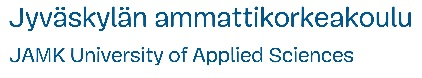 Jyväskylän ammattikorkeakoulu
JAMK University of Applied Sciences